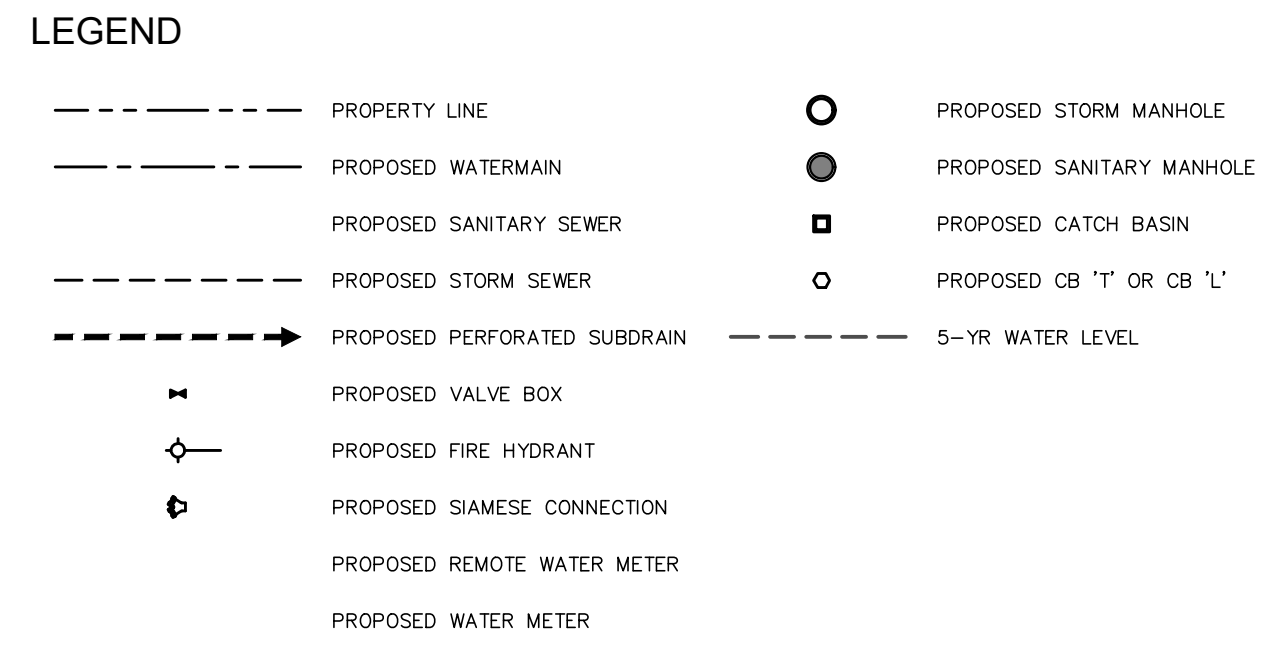 LEGEND
PROPERTY LINE
PROPOSED WATERMAIN
PROPOSED SANITARY SEWER
PROPOSED STORM SEWER
PROPOSED PERFORATED SUBDRAIN
PROPOSED VALVE BOX
PROPOSED FIRE HYDRANT
PROPOSED SIAMESE CONNECTION
PROPOSED REMOTE WATER METER
PROPOSED WATER METER
PROPOSED STORM MANHOLE
PROPOSED SANITARY MANHOLE
PROPOSED CATCH BASIN
PROPOSED CB 'T' OR CB 'L'
5-YR WATER LEVEL